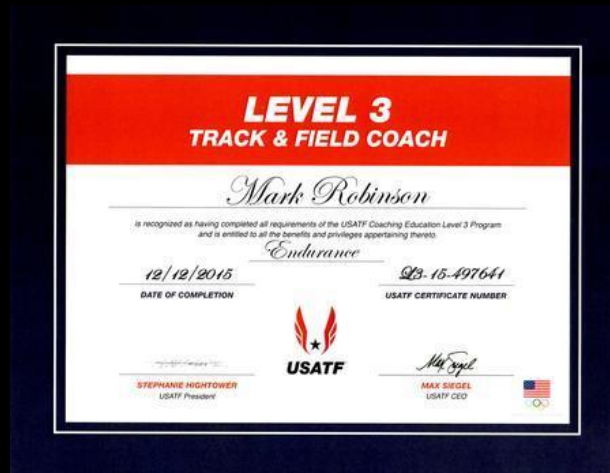 LEVEL 3
TRACK & FIELD COACH
Mark Robinson
is recognized as having completed all requirements of the USATF Coaching Education Level 3 Program
and is entitled to all the benefits and privileges appertaining thereto.
Endurance
12/12/2015
L3-15-497641
DATE OF COMPLETION
USATF CERTIFICATE NUMBER
USATF
Max Siegel
STEPHANIE HIGHTOWER
MAX SIEGEL
USATF President
USATF CEO